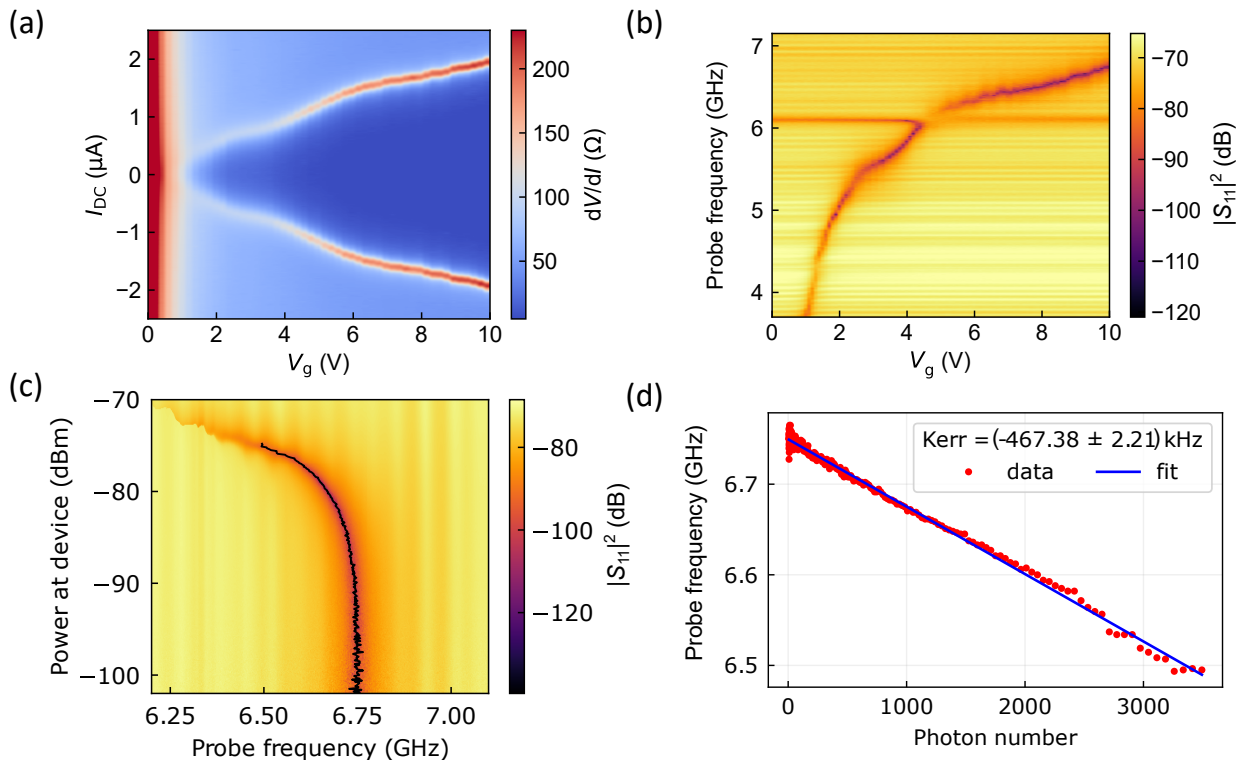 (a)
2
1
0
−1
−2
I_DC (μA)
0 2 4 6 8 10
V_g (V)
200
150
100
50
dV/dI (Ω)
(b)
7
6
5
4
Probe frequency (GHz)
0 2 4 6 8 10
V_g (V)
−70
−80
−90
−100
−110
−120
|S₁₁|² (dB)
(c)
−70
−80
−90
−100
Power at device (dBm)
6.25 6.50 6.75 7.00
Probe frequency (GHz)
−80
−100
−120
|S₁₁|² (dB)
(d)
Kerr = (-467.38 ± 2.21) kHz
data fit
6.7
6.6
6.5
Probe frequency (GHz)
0 1000 2000 3000
Photon number